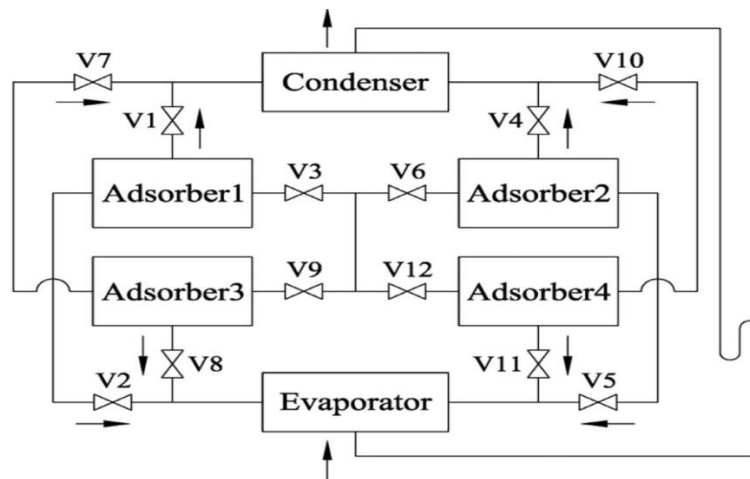 V7
Condenser
V10
V1
V4
Adsorber1
V3
V6
Adsorber2
Adsorber3
V9
V12
Adsorber4
V8
V11
V2
Evaporator
V5